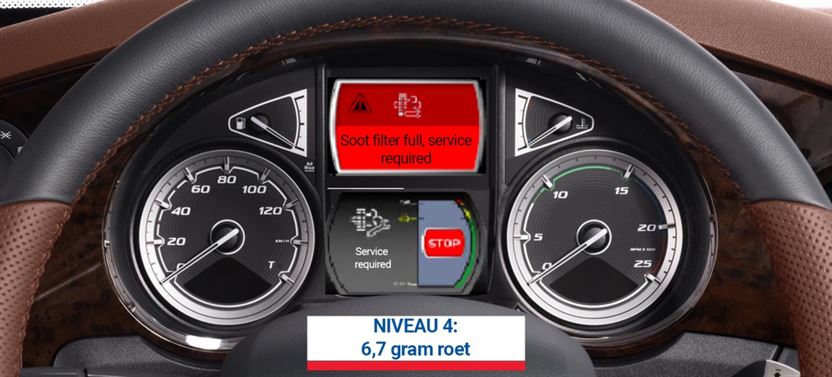 Soot filter full, service
required
Ad
Blue
20
40
60
80
100
120
0
km/h
T
Service
required
STOP
0
5
10
15
20
25
RPM x 100
NIVEAU 4:
6,7 gram roet